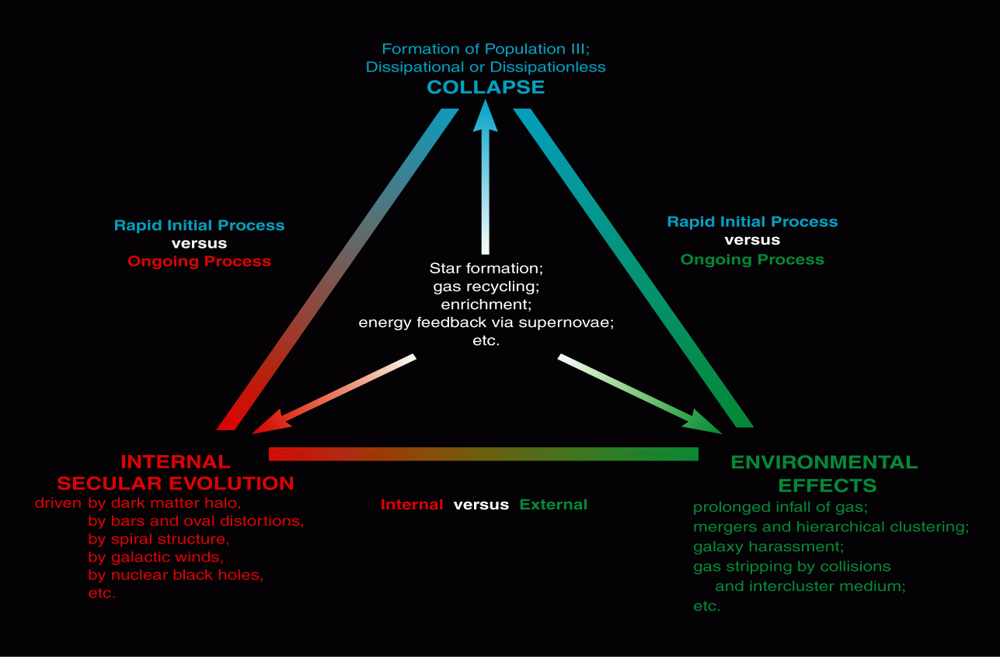 Formation of Population III;
Dissipational or Dissipationless
COLLAPSE
Rapid Initial Process
versus
Ongoing Process
Rapid Initial Process
versus
Ongoing Process
Star formation;
gas recycling;
enrichment;
energy feedback via supernovae;
etc.
INTERNAL
SECULAR EVOLUTION
driven by dark matter halo,
by bars and oval distortions,
by spiral structure,
by galactic winds,
by nuclear black holes,
etc.
Internal versus External
ENVIRONMENTAL
EFFECTS
prolonged infall of gas;
mergers and hierarchical clustering;
galaxy harassment;
gas stripping by collisions
and intercluster medium;
etc.